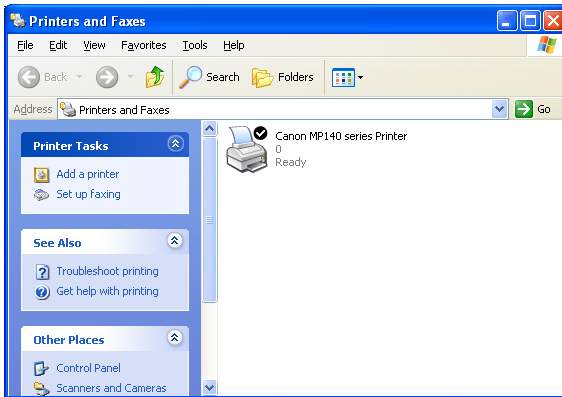 Printers and Faxes
File Edit View Favorites Tools Help
Back Search Folders
Address Printers and Faxes Go
Printer Tasks
Add a printer
Set up faxing
See Also
Troubleshoot printing
Get help with printing
Other Places
Control Panel
Scanners and Cameras
Canon MP140 series Printer
0
Ready